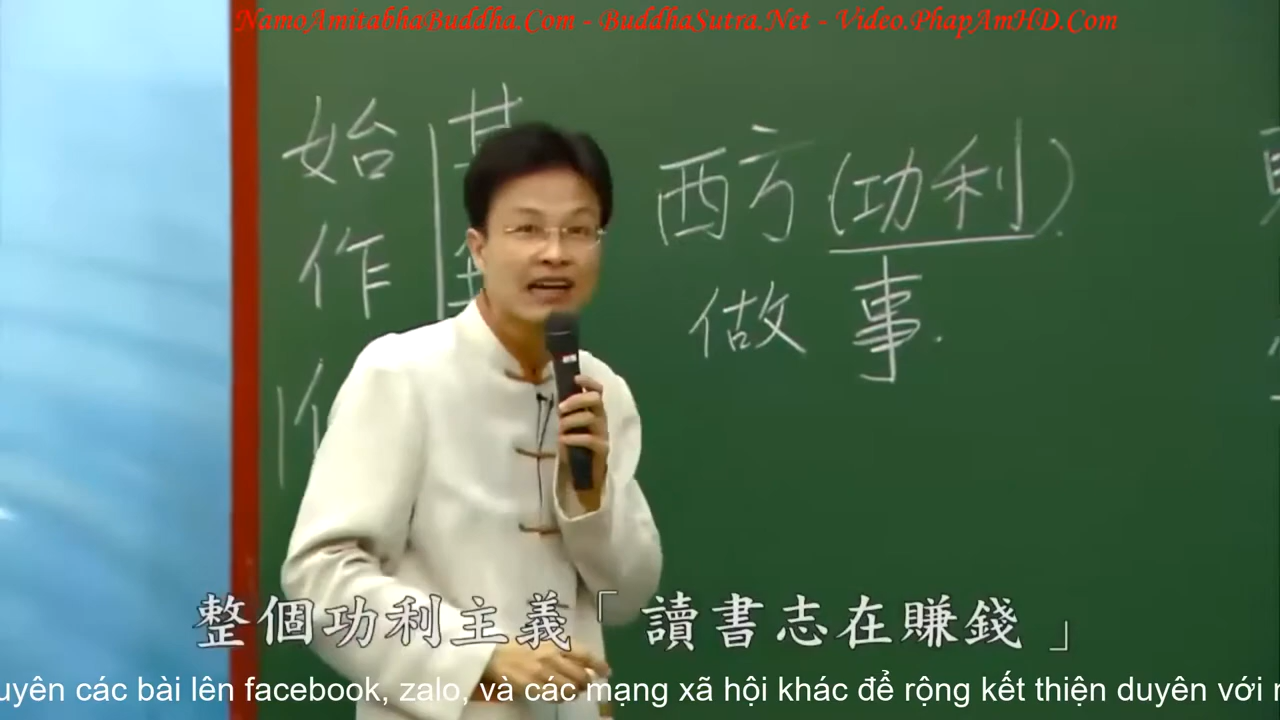 NamoAmitabhaBuddha.Com - BuddhaSutra.Net - Video.PhapAmHD.Com
始
作
西方(功利)
做事.
整個功利主義「讀書志在賺錢」
uyên các bài lên facebook, zalo, và các mạng xã hội khác để rộng kết thiện duyên với